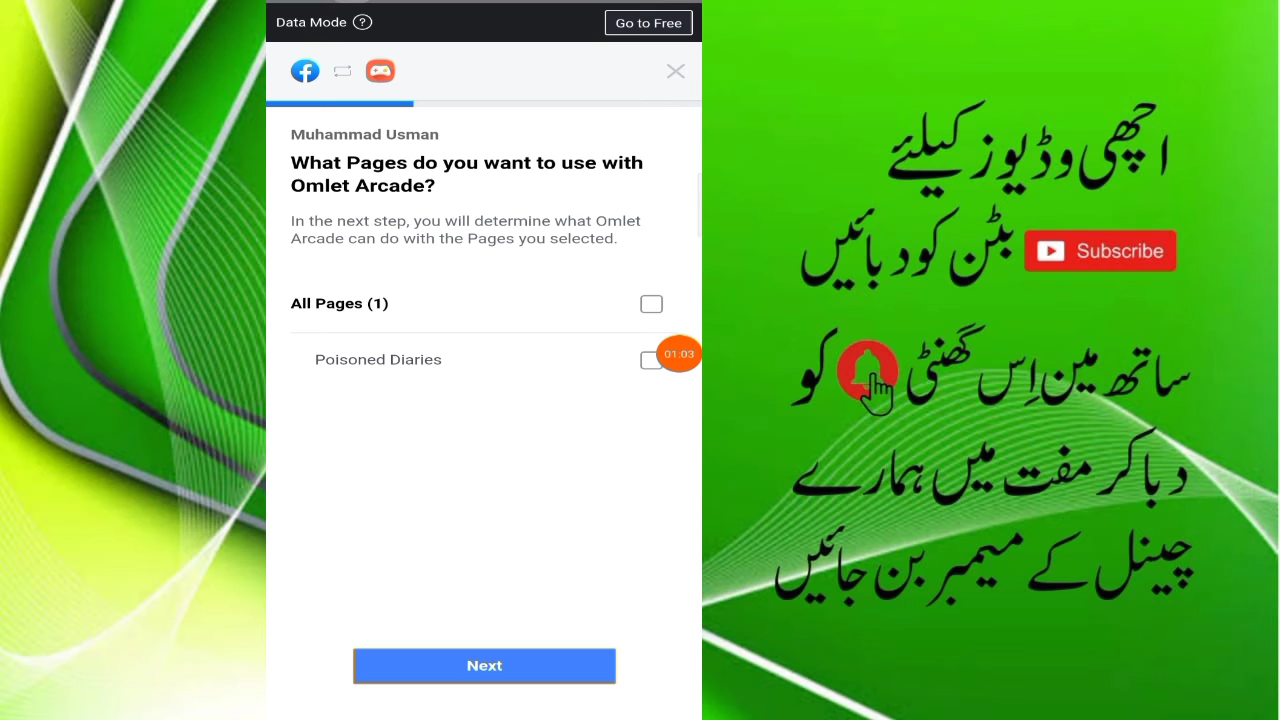 Data Mode ?
Go to Free
Muhammad Usman
What Pages do you want to use with
Omlet Arcade?
In the next step, you will determine what Omlet
Arcade can do with the Pages you selected.
All Pages (1)
Poisoned Diaries
01:03
Next
اچھی وڈیوز کیلئے
Subscribe بٹن کو دبائیں
ساتھ مین اِس گھنٹی کو
دبا کر مفت میں ہمارے
چینل کے میمبر بن جائیں